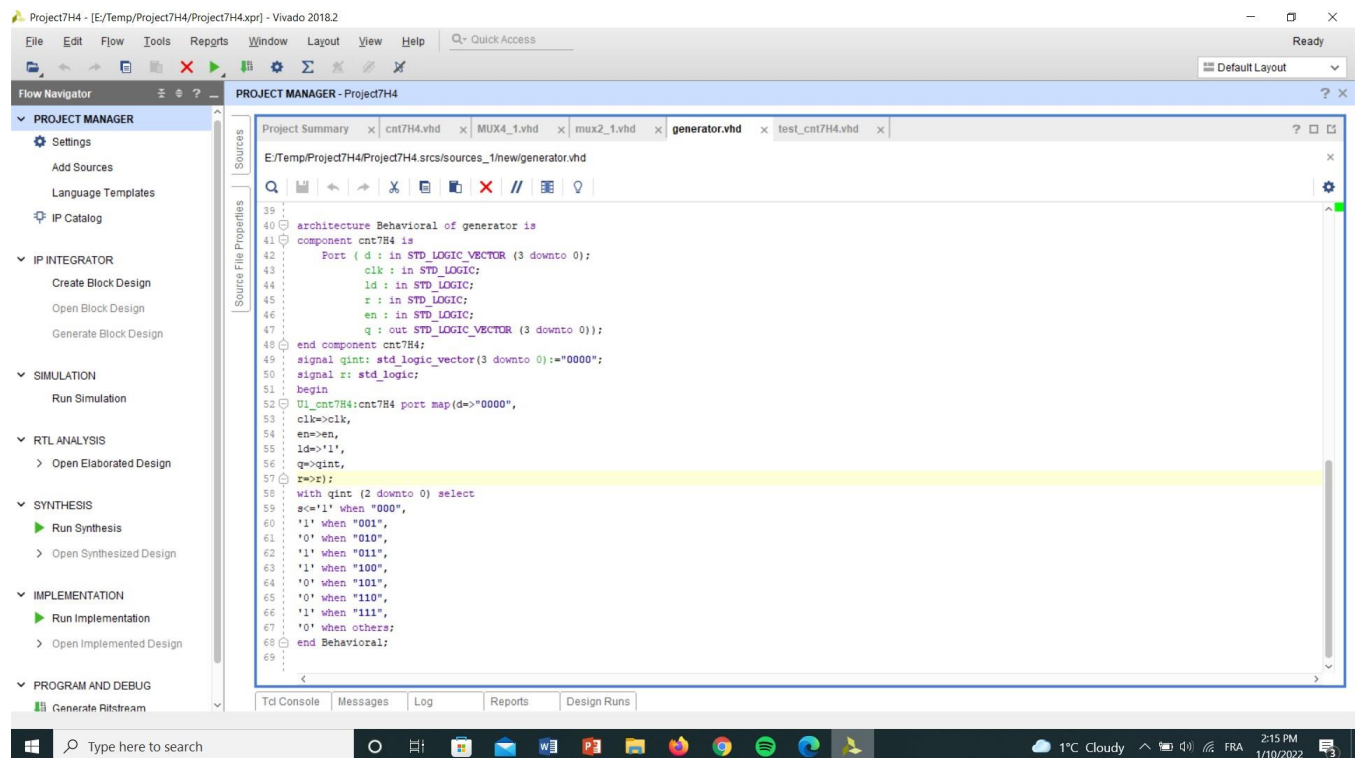 Project7H4 - [E:/Temp/Project7H4/Project7H4.xpr] - Vivado 2018.2
File Edit Flow Tools Reports Window Layout View Help Quick Access Ready
Default Layout
Flow Navigator
PROJECT MANAGER - Project7H4
PROJECT MANAGER
Settings
Add Sources
Language Templates
IP Catalog
IP INTEGRATOR
Create Block Design
Open Block Design
Generate Block Design
SIMULATION
Run Simulation
RTL ANALYSIS
Open Elaborated Design
SYNTHESIS
Run Synthesis
Open Synthesized Design
IMPLEMENTATION
Run Implementation
Open Implemented Design
PROGRAM AND DEBUG
Generate Bitstream
Sources
Source File Properties
Project Summary cnt7H4.vhd MUX4_1.vhd mux2_1.vhd generator.vhd test_cnt7H4.vhd
E:/Temp/Project7H4/Project7H4.srcs/sources_1/new/generator.vhd
39
40 architecture Behavioral of generator is
41 component cnt7H4 is
42 Port ( d : in STD_LOGIC_VECTOR (3 downto 0);
43 clk : in STD_LOGIC;
44 ld : in STD_LOGIC;
45 r : in STD_LOGIC;
46 en : in STD_LOGIC;
47 q : out STD_LOGIC_VECTOR (3 downto 0));
48 end component cnt7H4;
49 signal qint: std_logic_vector(3 downto 0):="0000";
50 signal r: std_logic;
51 begin
52 U1_cnt7H4:cnt7H4 port map(d=>"0000",
53 clk=>clk,
54 en=>en,
55 ld=>'1',
56 q=>qint,
57 r=>r);
58 with qint (2 downto 0) select
59 s<='1' when "000",
60 '1' when "001",
61 '0' when "010",
62 '1' when "011",
63 '1' when "100",
64 '0' when "101",
65 '0' when "110",
66 '1' when "111",
67 '0' when others;
68 end Behavioral;
69
Tcl Console Messages Log Reports Design Runs
Type here to search
1°C Cloudy FRA 2:15 PM
1/10/2022